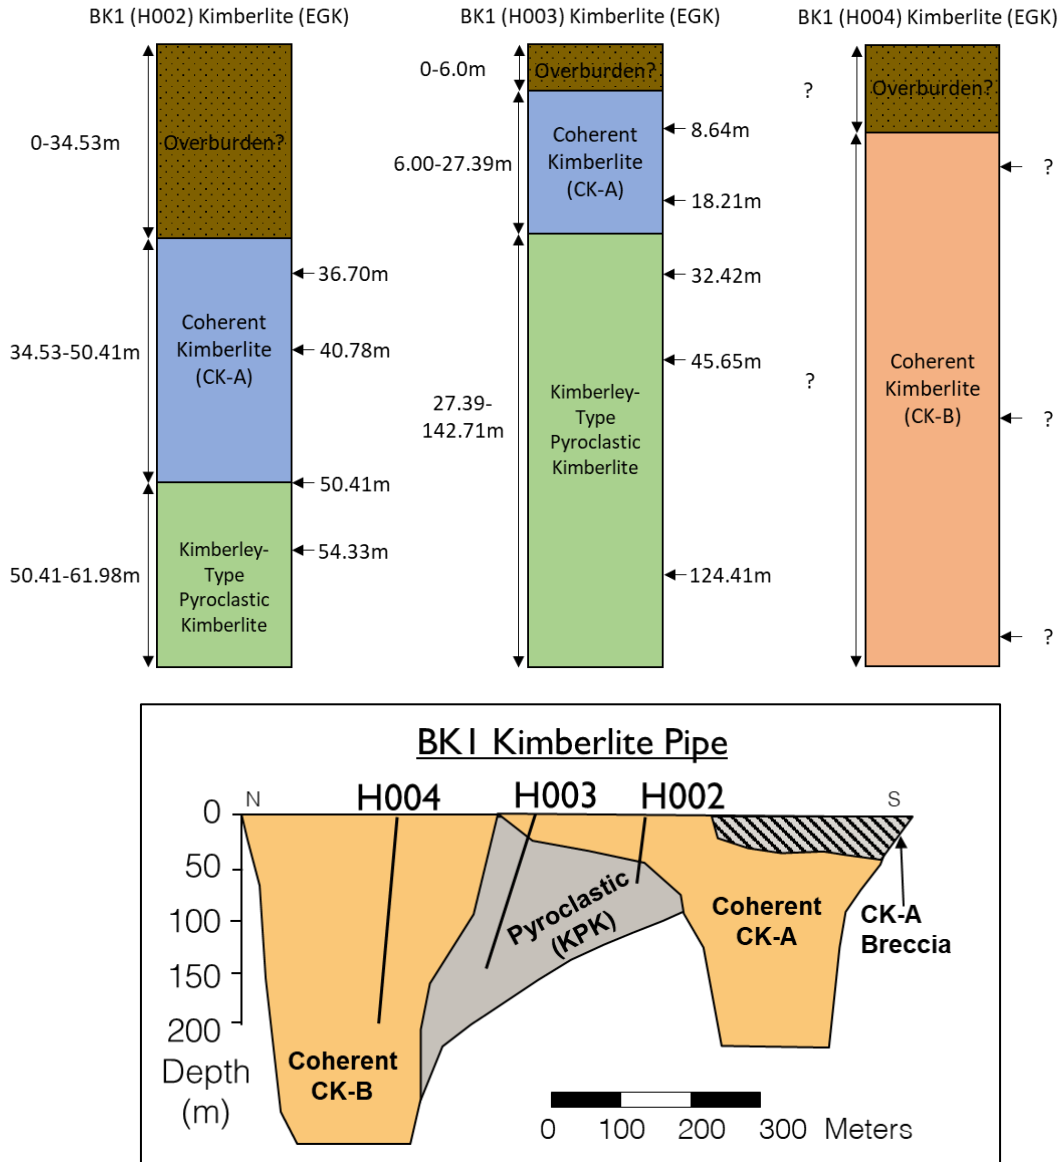 BK1 (H002) Kimberlite (EGK)
BK1 (H003) Kimberlite (EGK)
BK1 (H004) Kimberlite (EGK)
0-34.53m
Overburden?
34.53-50.41m
Coherent
Kimberlite
(CK-A)
36.70m
40.78m
50.41m
50.41-61.98m
Kimberley-
Type
Pyroclastic
Kimberlite
54.33m
0-6.0m
Overburden?
6.00-27.39m
Coherent
Kimberlite
(CK-A)
8.64m
18.21m
27.39-
142.71m
Kimberley-
Type
Pyroclastic
Kimberlite
32.42m
45.65m
124.41m
?
Overburden?
?
Coherent
Kimberlite
(CK-B)
?
?
?
BK1 Kimberlite Pipe
N
H004
H003
H002
S
0
50
100
150
200
Depth
(m)
Coherent
CK-B
Pyroclastic
(KPK)
Coherent
CK-A
CK-A
Breccia
0 100 200 300 Meters